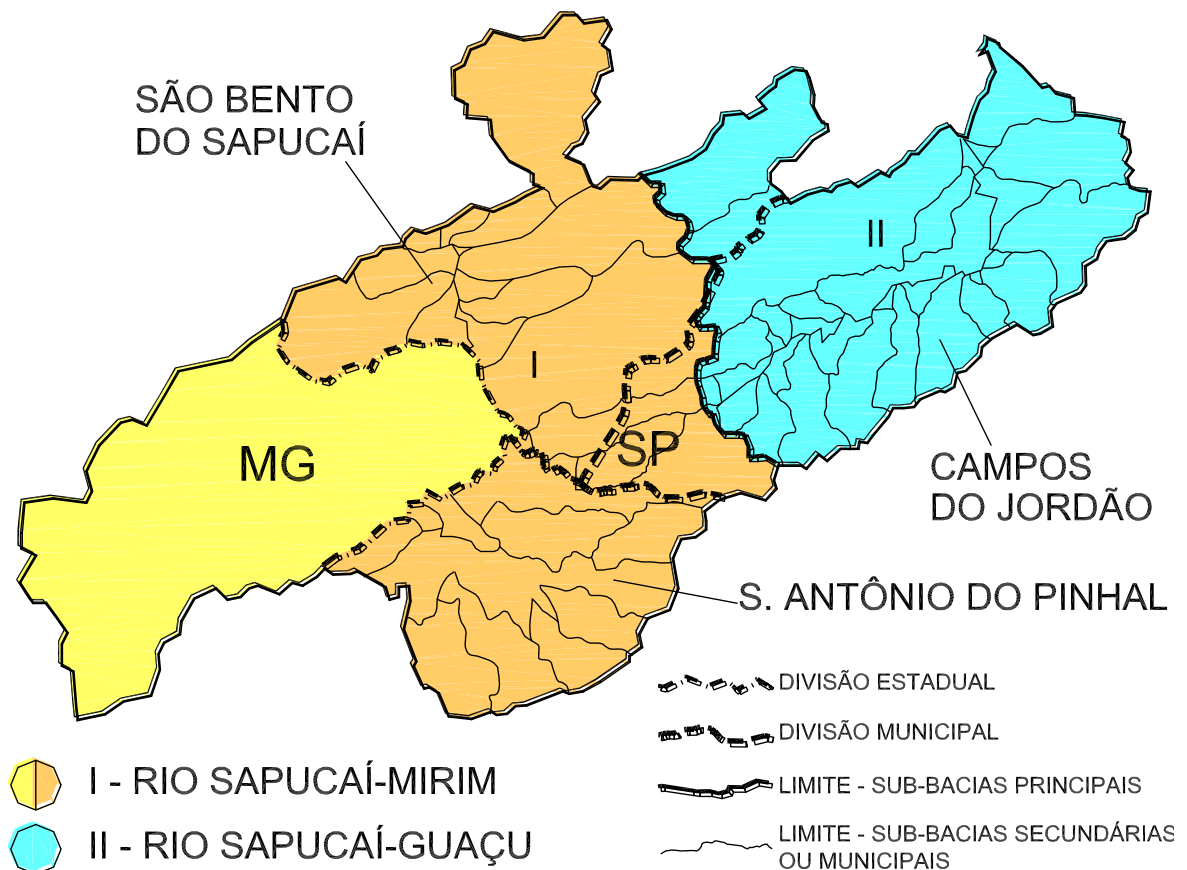 SÃO BENTO
DO SAPUCAÍ
II
I
MG
SP
CAMPOS
DO JORDÃO
S. ANTÔNIO DO PINHAL
DIVISÃO ESTADUAL
DIVISÃO MUNICIPAL
LIMITE - SUB-BACIAS PRINCIPAIS
LIMITE - SUB-BACIAS SECUNDÁRIAS
OU MUNICIPAIS
I - RIO SAPUCAÍ-MIRIM
II - RIO SAPUCAÍ-GUAÇU